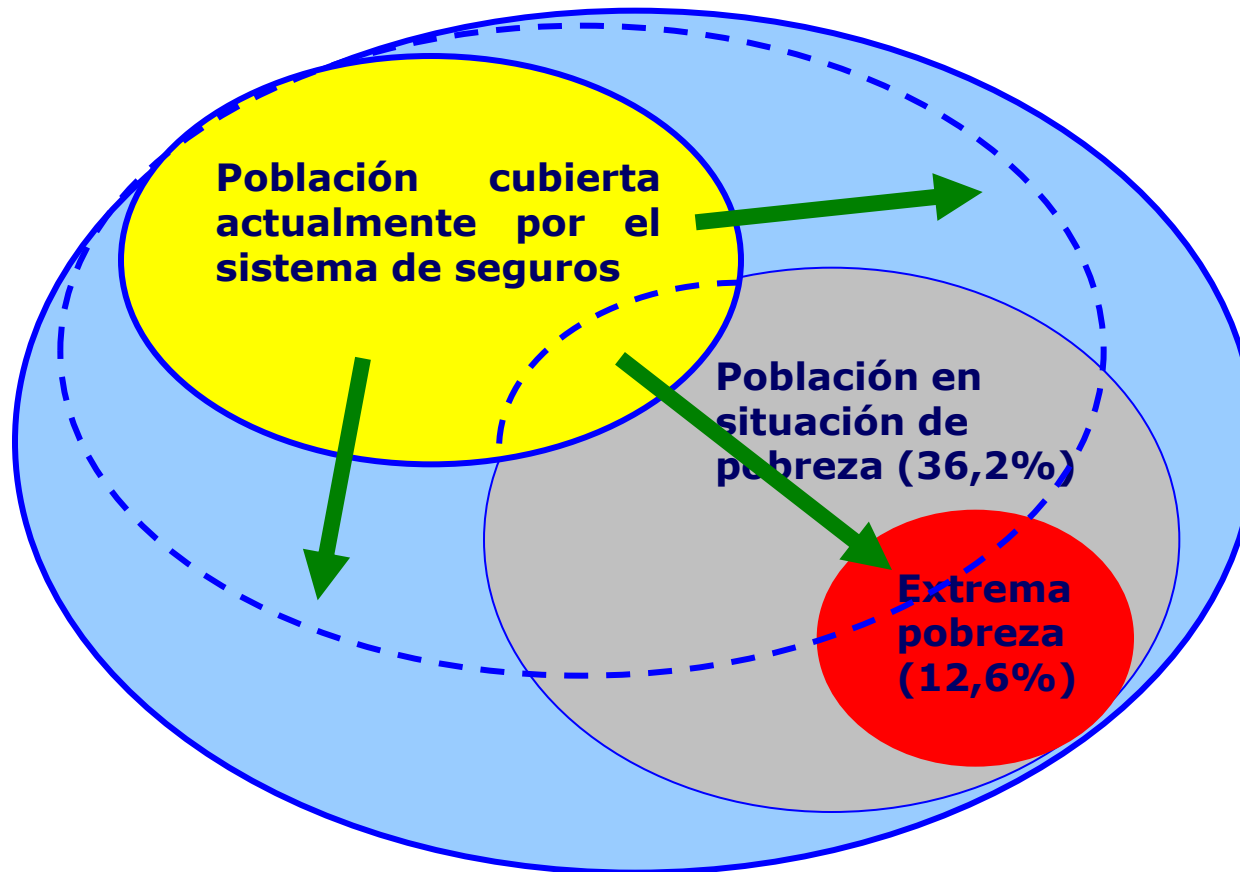 Población cubierta
actualmente por el
sistema de seguros
Población en
situación de
pobreza (36,2%)
Extrema
pobreza
(12,6%)